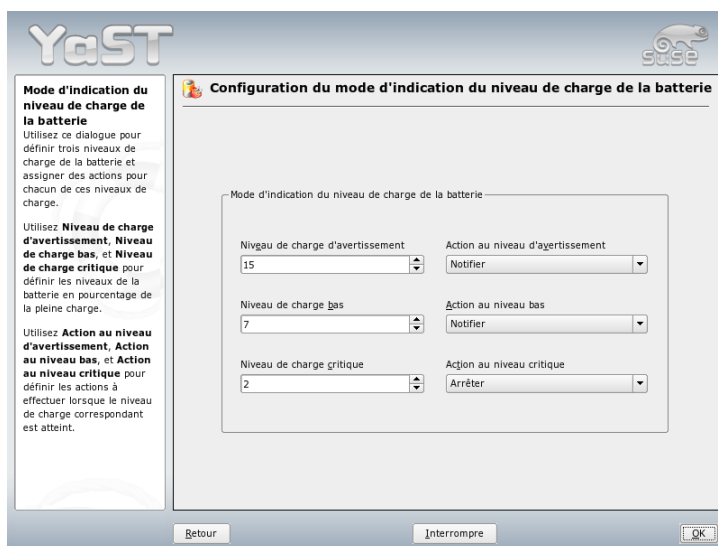 YaST
SUSE
Mode d'indication du
niveau de charge de
la batterie
Utilisez ce dialogue pour
définir trois niveaux de
charge de la batterie et
assigner des actions pour
chacun de ces niveaux de
charge.
Utilisez Niveau de charge
d'avertissement, Niveau
de charge bas, et Niveau
de charge critique pour
définir les niveaux de la
batterie en pourcentage de
la pleine charge.
Utilisez Action au niveau
d'avertissement, Action
au niveau bas, et Action
au niveau critique pour
définir les actions à
effectuer lorsque le niveau
de charge correspondant
est atteint.
Configuration du mode d'indication du niveau de charge de la batterie
Mode d'indication du niveau de charge de la batterie
Niveau de charge d'avertissement
Action au niveau d'avertissement
15
Notifier
Niveau de charge bas
Action au niveau bas
7
Notifier
Niveau de charge critique
Action au niveau critique
2
Arrêter
Retour
Interrompre
OK